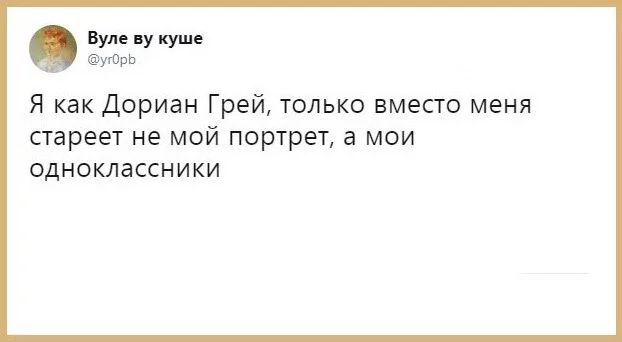 Вуле ву куше
@yr0pb
Я как Дориан Грей, только вместо меня
стареет не мой портрет, а мои
одноклассники